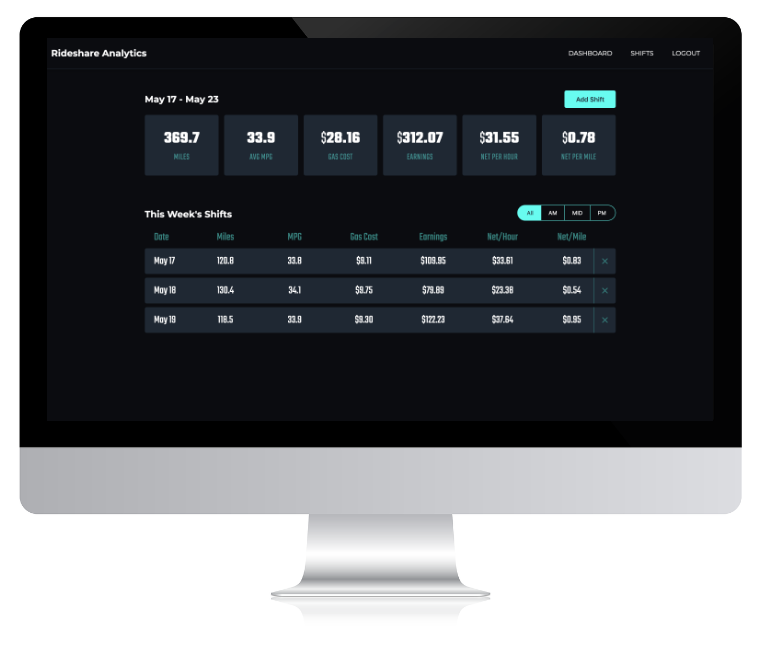 Rideshare Analytics DASHBOARD SHIFTS LOGOUT
May 17 - May 23 Add Shift
369.7 33.9 $28.16 $312.07 $31.55 $0.78
MILES AVG MPG GAS COST EARNINGS NET PER HOUR NET PER MILE
This Week's Shifts All AM MID PM
Date Miles MPG Gas Cost Earnings Net/Hour Net/Mile
May 17 120.8 33.8 $9.11 $109.95 $33.61 $0.83 ×
May 18 130.4 34.1 $9.75 $79.89 $23.38 $0.54 ×
May 19 118.5 33.9 $9.30 $122.23 $37.64 $0.95 ×